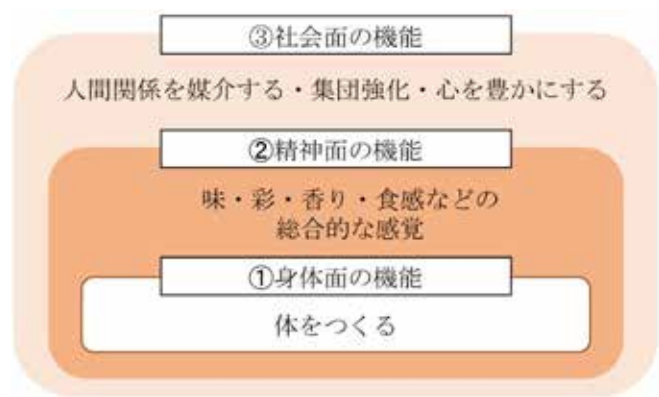 ③社会面の機能
人間関係を媒介する・集団強化・心を豊かにする
②精神面の機能
味・彩・香り・食感などの
総合的な感覚
①身体面の機能
体をつくる